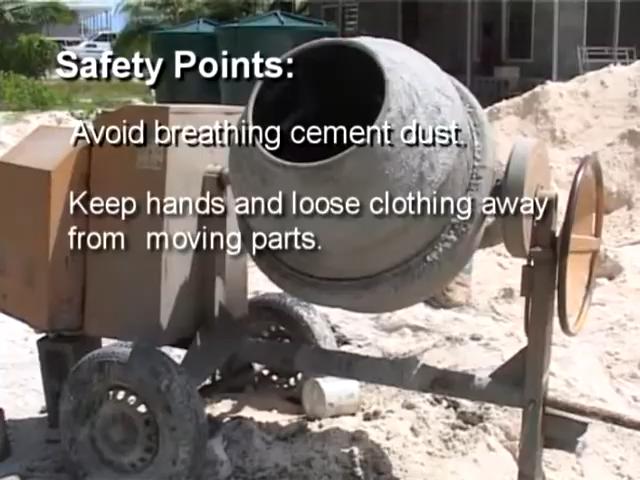 Safety Points:
Avoid breathing cement dust.
Keep hands and loose clothing away
from moving parts.